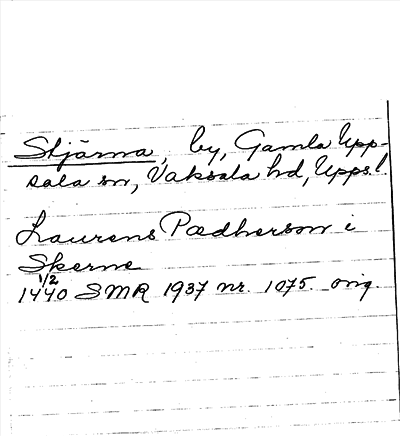 Stjärna, by, Gamla Upp-
sala sn, Vaksala hd, Upps. l.
Laurens Pædherson i
Skerne
1/2
1440 SMR 1937 nr. 1075. orig.